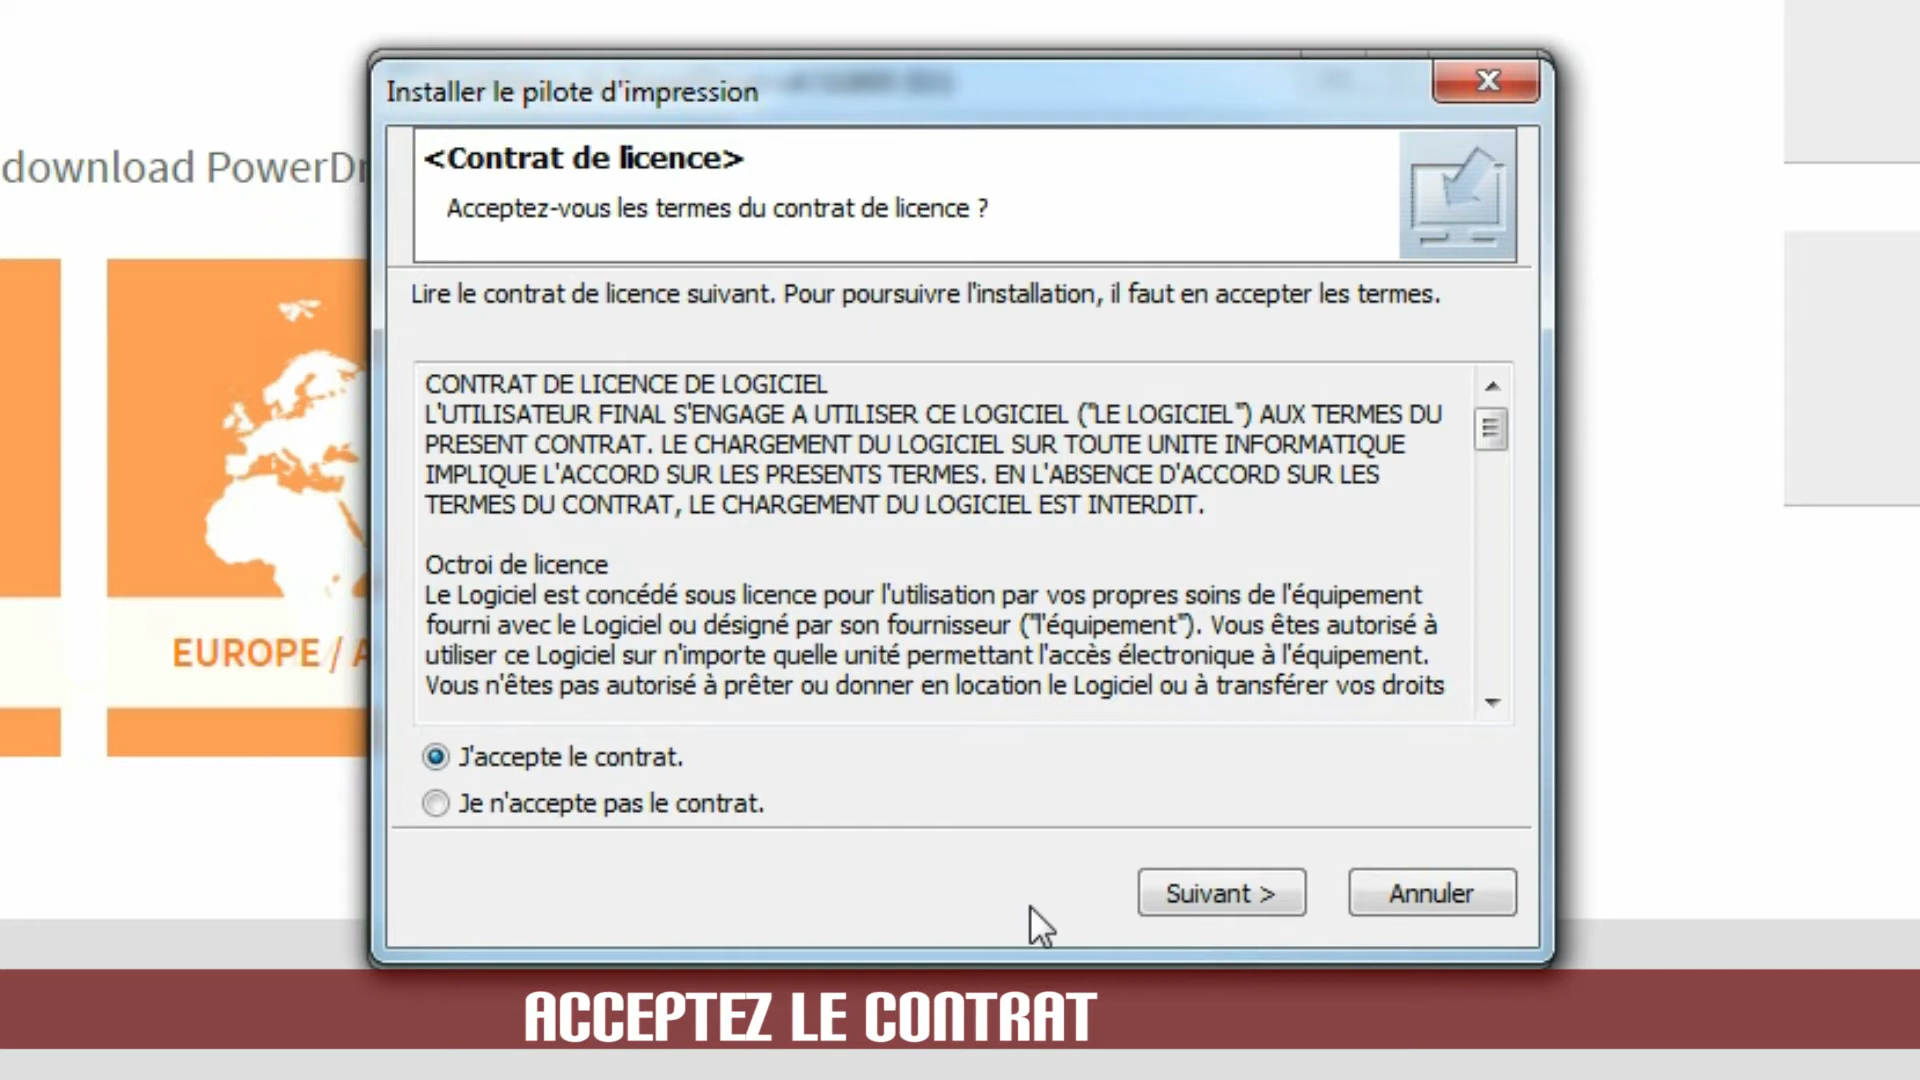 Installer le pilote d'impression
<Contrat de licence>
Acceptez-vous les termes du contrat de licence ?
download PowerDr
Lire le contrat de licence suivant. Pour poursuivre l'installation, il faut en accepter les termes.
CONTRAT DE LICENCE DE LOGICIEL
L'UTILISATEUR FINAL S'ENGAGE A UTILISER CE LOGICIEL ("LE LOGICIEL") AUX TERMES DU
PRESENT CONTRAT. LE CHARGEMENT DU LOGICIEL SUR TOUTE UNITE INFORMATIQUE
IMPLIQUE L'ACCORD SUR LES PRESENTS TERMES. EN L'ABSENCE D'ACCORD SUR LES
TERMES DU CONTRAT, LE CHARGEMENT DU LOGICIEL EST INTERDIT.
Octroi de licence
Le Logiciel est concédé sous licence pour l'utilisation par vos propres soins de l'équipement
fourni avec le Logiciel ou désigné par son fournisseur ("l'équipement"). Vous êtes autorisé à
utiliser ce Logiciel sur n'importe quelle unité permettant l'accès électronique à l'équipement.
Vous n'êtes pas autorisé à prêter ou donner en location le Logiciel ou à transférer vos droits
EUROPE / A
J'accepte le contrat.
Je n'accepte pas le contrat.
Suivant >
Annuler
ACCEPTEZ LE CONTRAT